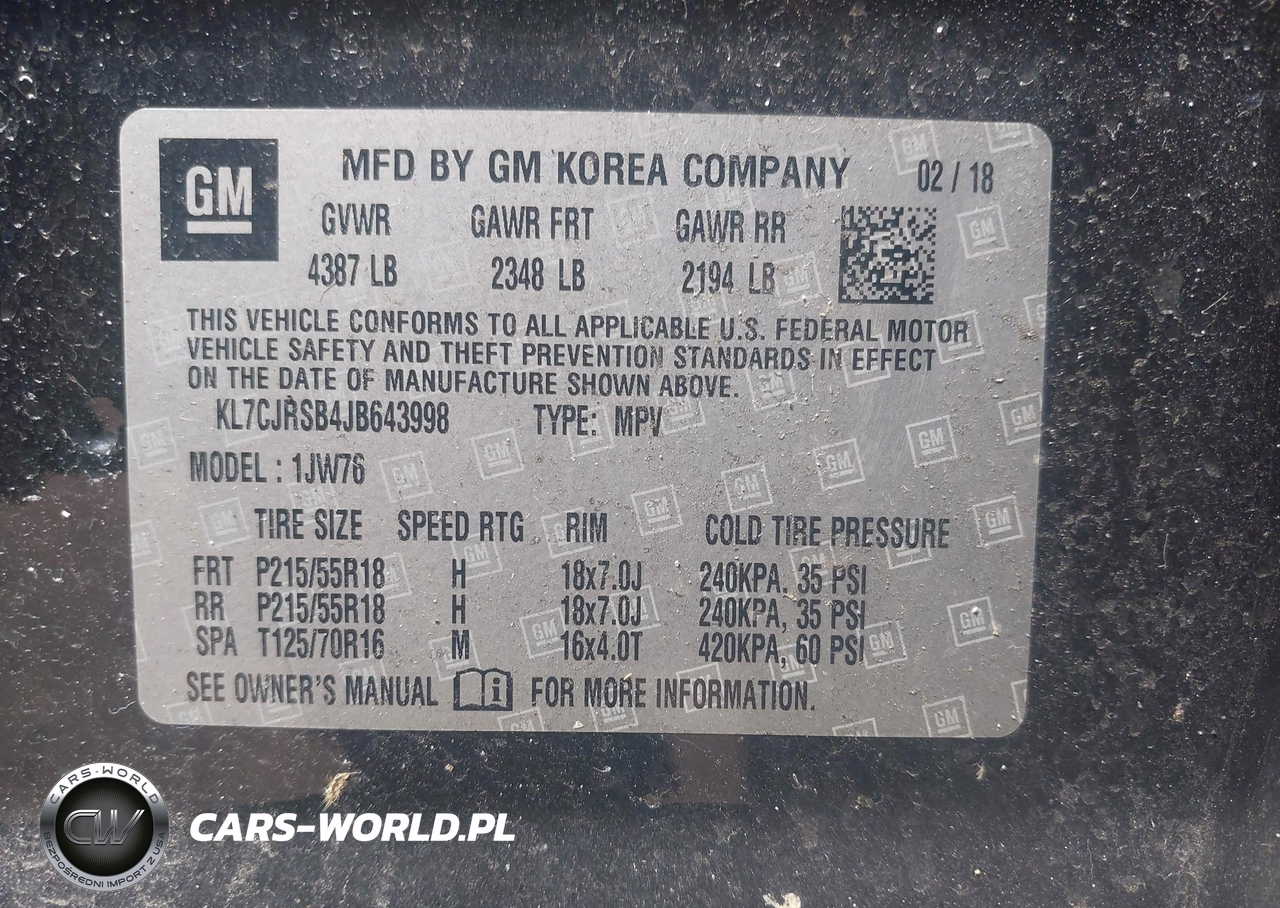 GM
MFD BY GM KOREA COMPANY 02 / 18
GVWR GAWR FRT GAWR RR
4387 LB 2348 LB 2194 LB
THIS VEHICLE CONFORMS TO ALL APPLICABLE U.S. FEDERAL MOTOR
VEHICLE SAFETY AND THEFT PREVENTION STANDARDS IN EFFECT
ON THE DATE OF MANUFACTURE SHOWN ABOVE.
KL7CJRSB4JB643998 TYPE: MPV
MODEL : 1JW76
TIRE SIZE SPEED RTG RIM COLD TIRE PRESSURE
FRT P215/55R18 H 18x7.0J 240KPA, 35 PSI
RR P215/55R18 H 18x7.0J 240KPA, 35 PSI
SPA T125/70R16 M 16x4.0T 420KPA, 60 PSI
SEE OWNER'S MANUAL FOR MORE INFORMATION.
CARS-WORLD
CW
BEZPOŚREDNI IMPORT Z USA
CARS-WORLD.PL